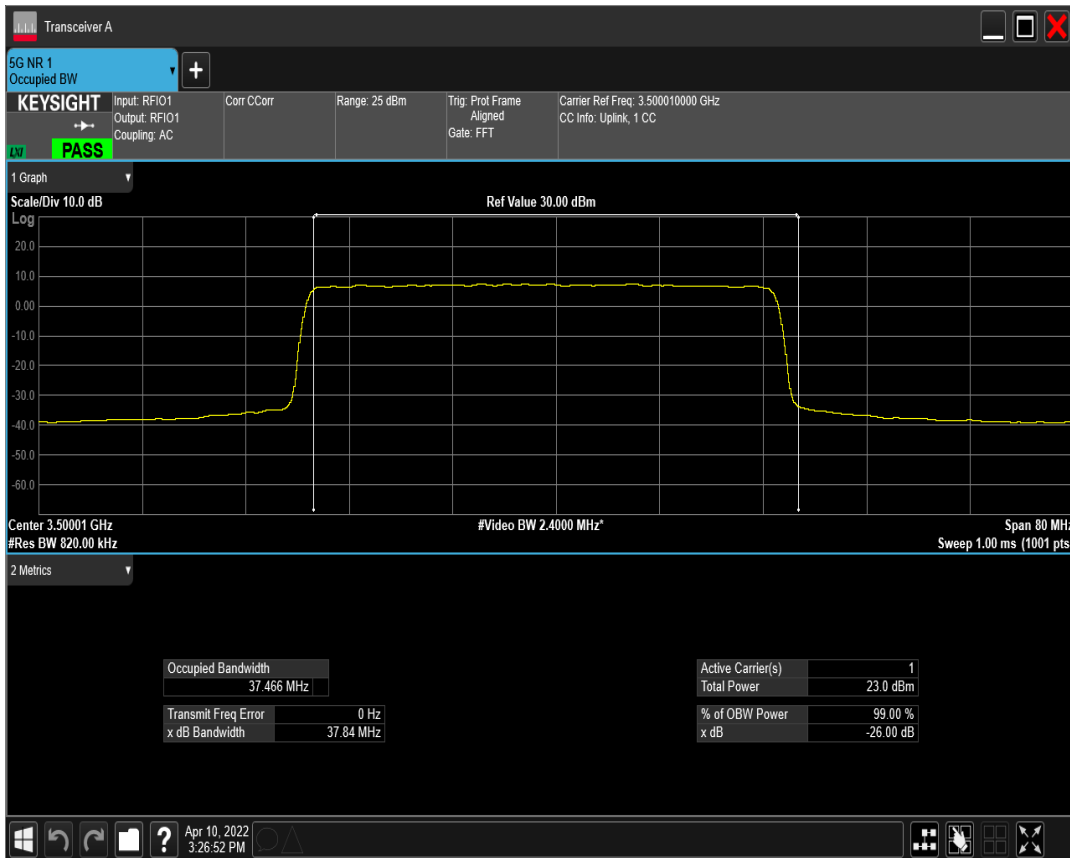 Transceiver A
5G NR 1
Occupied BW
+
KEYSIGHT
LXI
PASS
Input: RFIO1
Output: RFIO1
Coupling: AC
Corr CCorr
Range: 25 dBm
Trig: Prot Frame
Aligned
Gate: FFT
Carrier Ref Freq: 3.500010000 GHz
CC Info: Uplink, 1 CC
1 Graph
Scale/Div 10.0 dB
Ref Value 30.00 dBm
Log
20.0
10.0
0.00
-10.0
-20.0
-30.0
-40.0
-50.0
-60.0
Center 3.50001 GHz
#Video BW 2.4000 MHz*
Span 80 MHz
#Res BW 820.00 kHz
Sweep 1.00 ms (1001 pts
2 Metrics
Occupied Bandwidth
37.466 MHz
Transmit Freq Error 0 Hz
x dB Bandwidth 37.84 MHz
Active Carrier(s) 1
Total Power 23.0 dBm
% of OBW Power 99.00 %
x dB -26.00 dB
?
Apr 10, 2022
3:26:52 PM